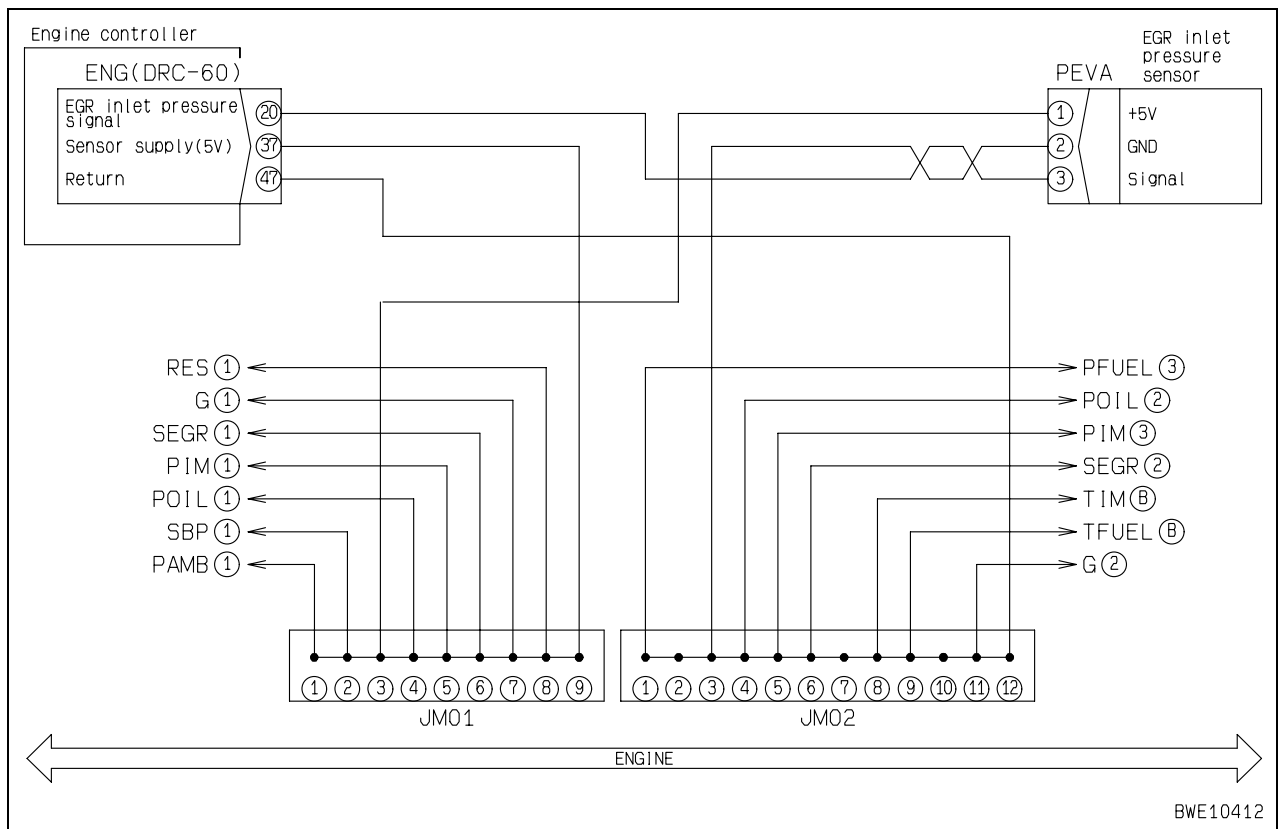 Engine controller
ENG(DRC-60)
EGR inlet pressure
signal
20
Sensor supply(5V)
37
Return
47
EGR inlet
pressure
sensor
PEVA
1
+5V
2
GND
3
Signal
RES 1
G 1
SEGR 1
PIM 1
POIL 1
SBP 1
PAMB 1
PFUEL 3
POIL 2
PIM 3
SEGR 2
TIM B
TFUEL B
G 2
1 2 3 4 5 6 7 8 9
JM01
1 2 3 4 5 6 7 8 9 10 11 12
JM02
ENGINE
BWE10412